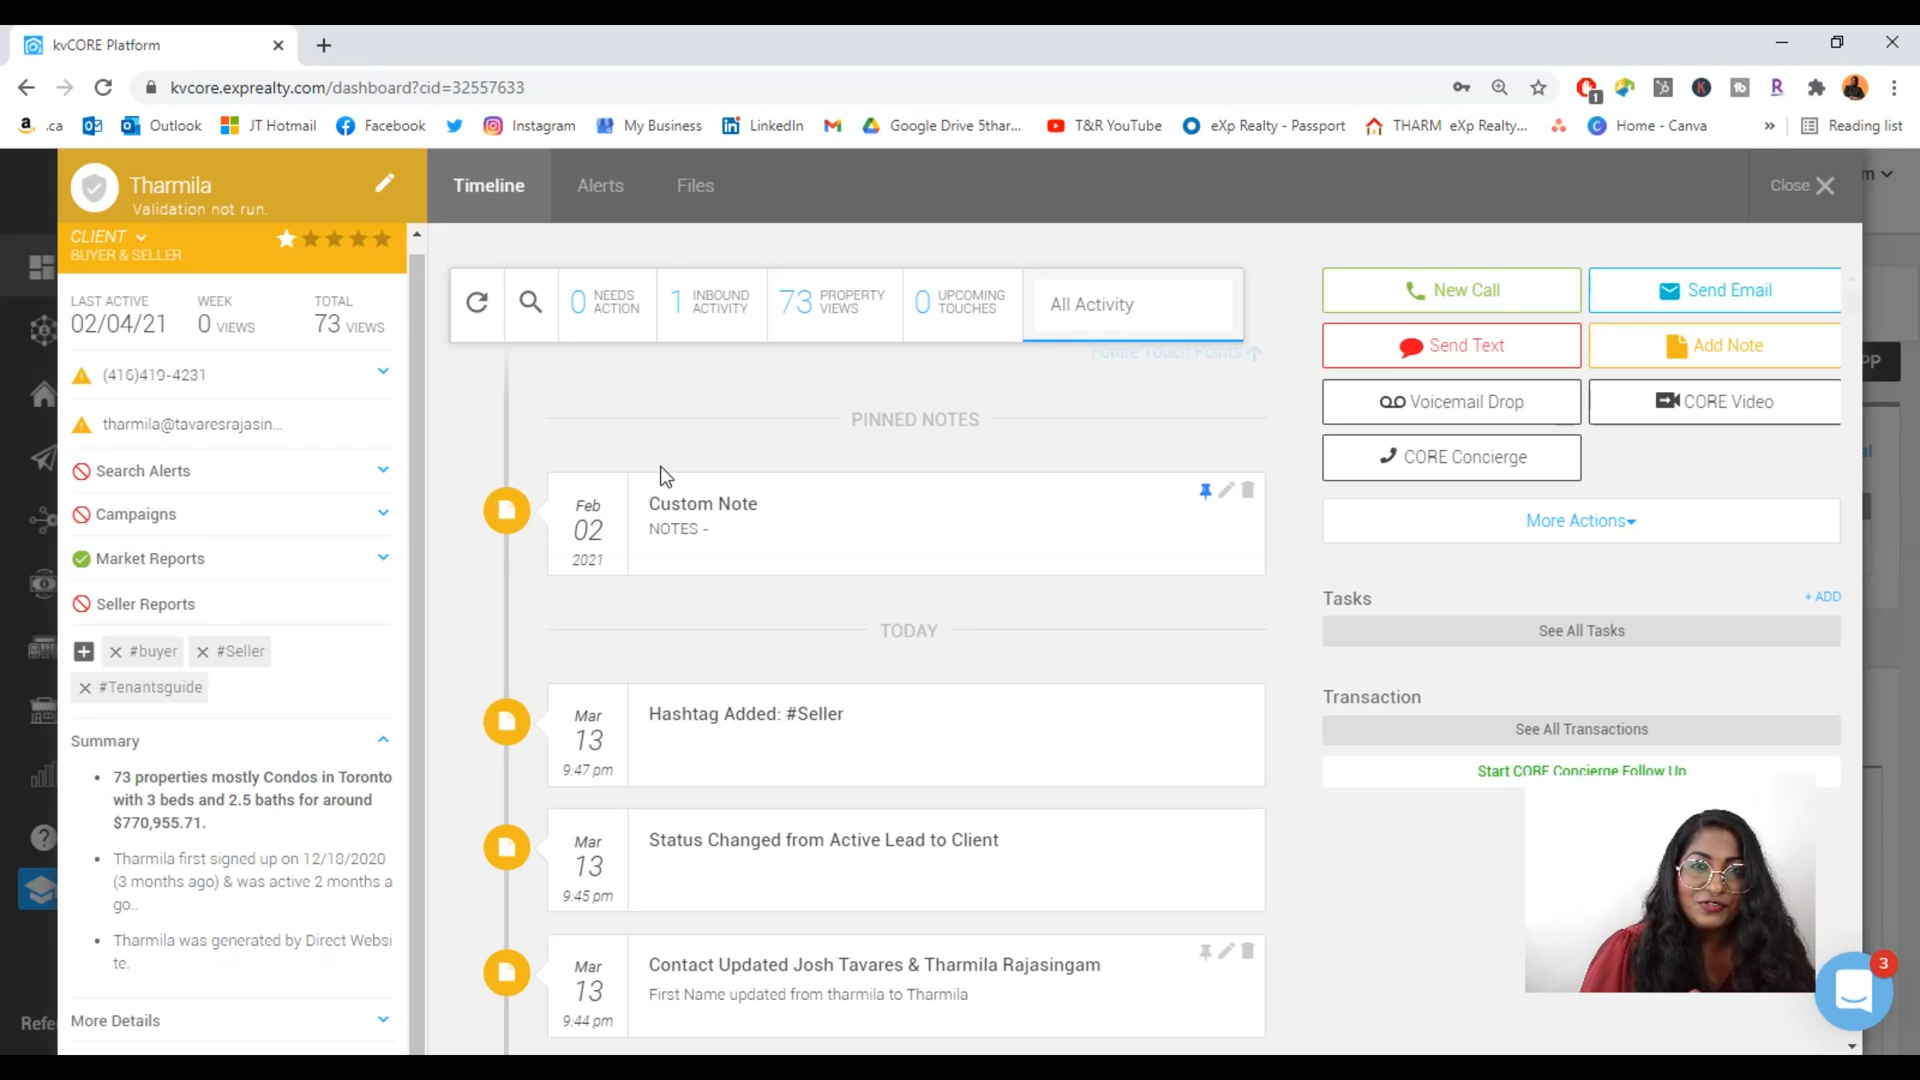 kvCORE Platform
kvcore.exprealty.com/dashboard?cid=32557633
1
.ca
Outlook
JT Hotmail
Facebook
Instagram
My Business
LinkedIn
Google Drive 5thar...
T&R YouTube
eXp Realty - Passport
THARM eXp Realty...
Home - Canva
»
Reading list
Tharmila
Validation not run.
CLIENT
BUYER & SELLER
Timeline
Alerts
Files
Close
LAST ACTIVE
02/04/21
WEEK
0 VIEWS
TOTAL
73 VIEWS
(416)419-4231
tharmila@tavaresrajasin...
Search Alerts
Campaigns
Market Reports
Seller Reports
#buyer
#Seller
#Tenantsguide
Summary
73 properties mostly Condos in Toronto
with 3 beds and 2.5 baths for around
$770,955.71.
Tharmila first signed up on 12/18/2020
(3 months ago) & was active 2 months a
go..
Tharmila was generated by Direct Websi
te.
More Details
Refe
0 NEEDS ACTION
1 INBOUND ACTIVITY
73 PROPERTY VIEWS
0 UPCOMING TOUCHES
All Activity
Future Touch Points
PINNED NOTES
Feb
02
2021
Custom Note
NOTES -
TODAY
Mar
13
9:47 pm
Hashtag Added: #Seller
Mar
13
9:45 pm
Status Changed from Active Lead to Client
Mar
13
9:44 pm
Contact Updated Josh Tavares & Tharmila Rajasingam
First Name updated from tharmila to Tharmila
New Call
Send Email
Send Text
Add Note
Voicemail Drop
CORE Video
CORE Concierge
More Actions
Tasks
+ ADD
See All Tasks
Transaction
See All Transactions
Start CORE Concierge Follow Up
3